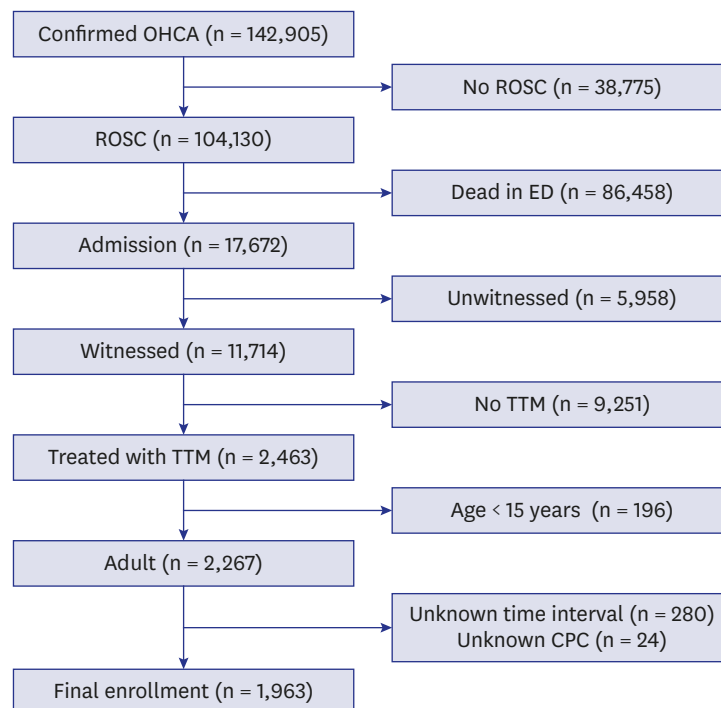 Confirmed OHCA (n = 142,905)
No ROSC (n = 38,775)
ROSC (n = 104,130)
Dead in ED (n = 86,458)
Admission (n = 17,672)
Unwitnessed (n = 5,958)
Witnessed (n = 11,714)
No TTM (n = 9,251)
Treated with TTM (n = 2,463)
Age < 15 years (n = 196)
Adult (n = 2,267)
Unknown time interval (n = 280)
Unknown CPC (n = 24)
Final enrollment (n = 1,963)